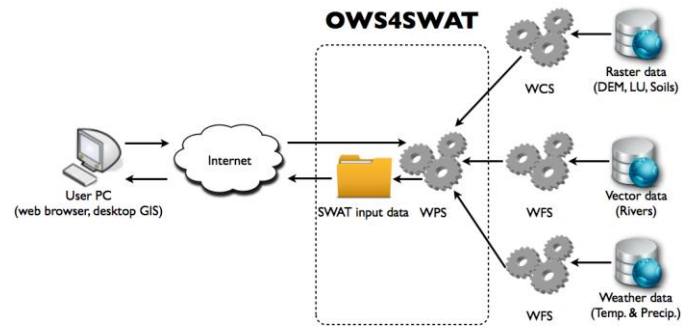 OWS4SWAT
WCS
Raster data
(DEM, LU, Soils)
Internet
User PC
(web browser, desktop GIS)
SWAT input data
WPS
WFS
Vector data
(Rivers)
WFS
Weather data
(Temp. & Precip.)